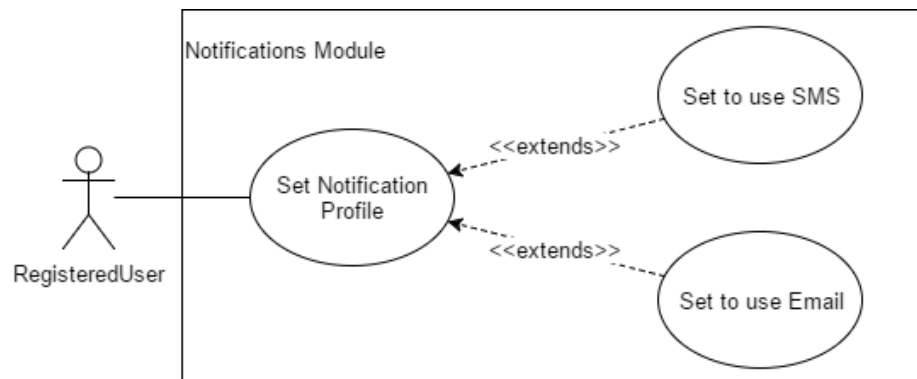 Notifications Module
Set to use SMS
<<extends>>
Set Notification
Profile
<<extends>>
RegisteredUser
Set to use Email